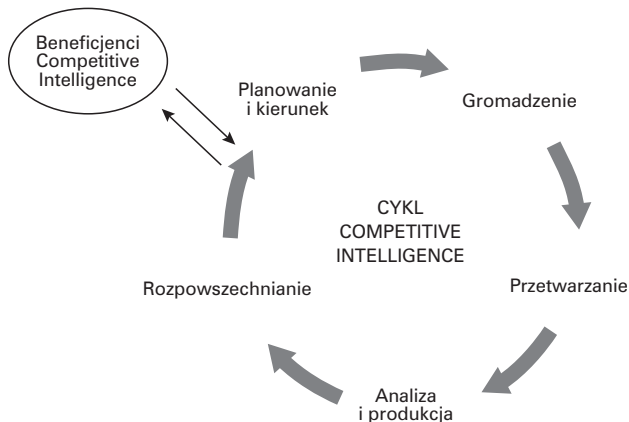 Beneficjenci
Competitive
Intelligence
Planowanie
i kierunek
Gromadzenie
CYKL
COMPETITIVE
INTELLIGENCE
Przetwarzanie
Rozpowszechnianie
Analiza
i produkcja